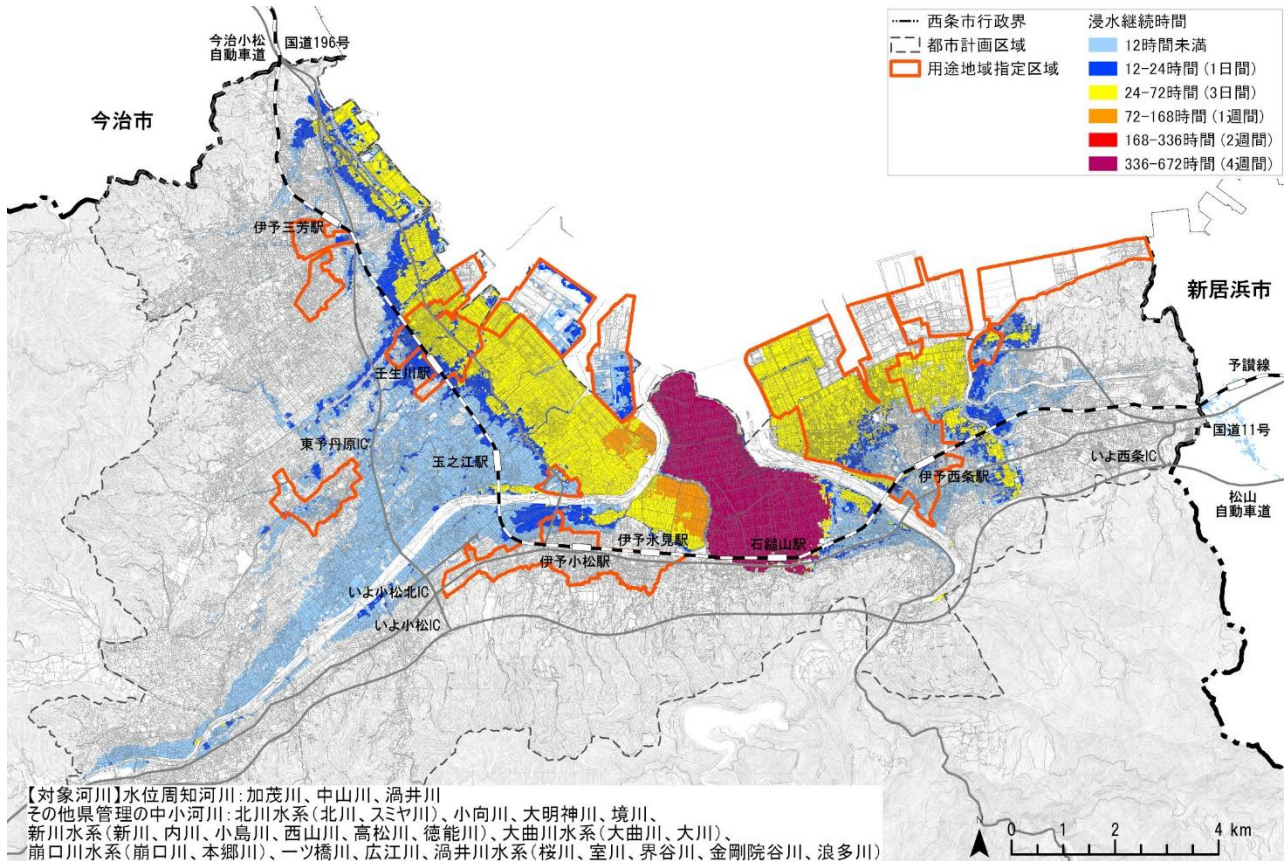 今治小松
自動車道
国道196号
西条市行政界
都市計画区域
用途地域指定区域
浸水継続時間
12時間未満
12-24時間(1日間)
24-72時間(3日間)
72-168時間(1週間)
168-336時間(2週間)
336-672時間(4週間)
今治市
伊予三芳駅
新居浜市
壬生川駅
予讃線
東予丹原IC
玉之江駅
国道11号
いよ西条IC
伊予西条駅
松山
自動車道
伊予氷見駅
石鎚山駅
伊予小松駅
いよ小松北IC
いよ小松IC
【対象河川】水位周知河川:加茂川、中山川、渦井川
その他県管理の中小河川:北川水系(北川、スミヤ川)、小向川、大明神川、境川、
新川水系(新川、内川、小島川、西山川、高松川、徳能川)、大曲川水系(大曲川、大川)、
崩口川水系(崩口川、本郷川)、一ツ橋川、広江川、渦井川水系(桜川、室川、界谷川、金剛院谷川、浪多川)
N
0 1 2 4 km